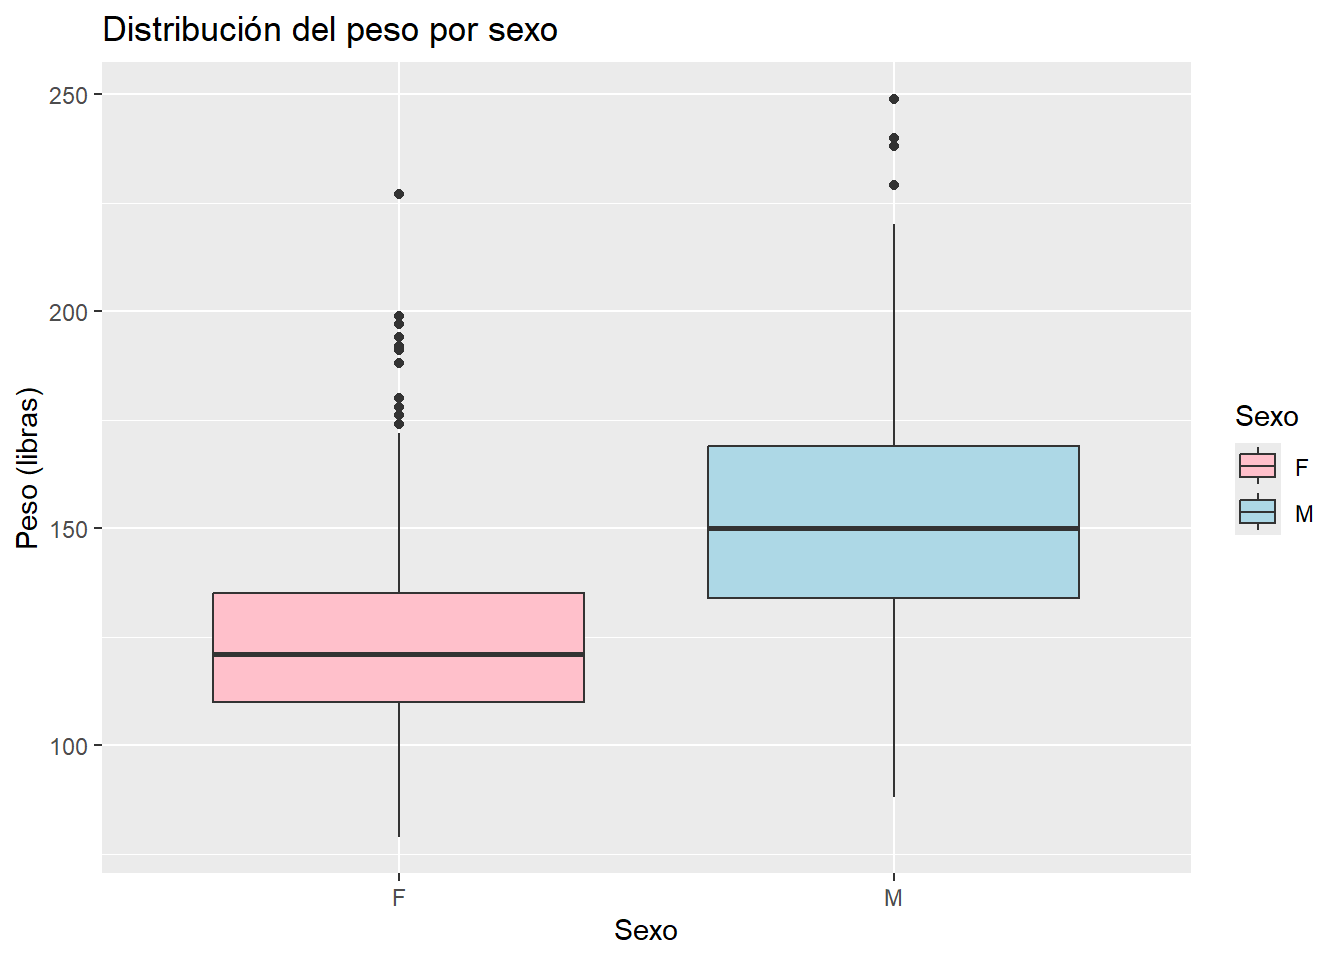 Distribución del peso por sexo
250
200
150
100
Peso (libras)
F
M
Sexo
Sexo
F
M